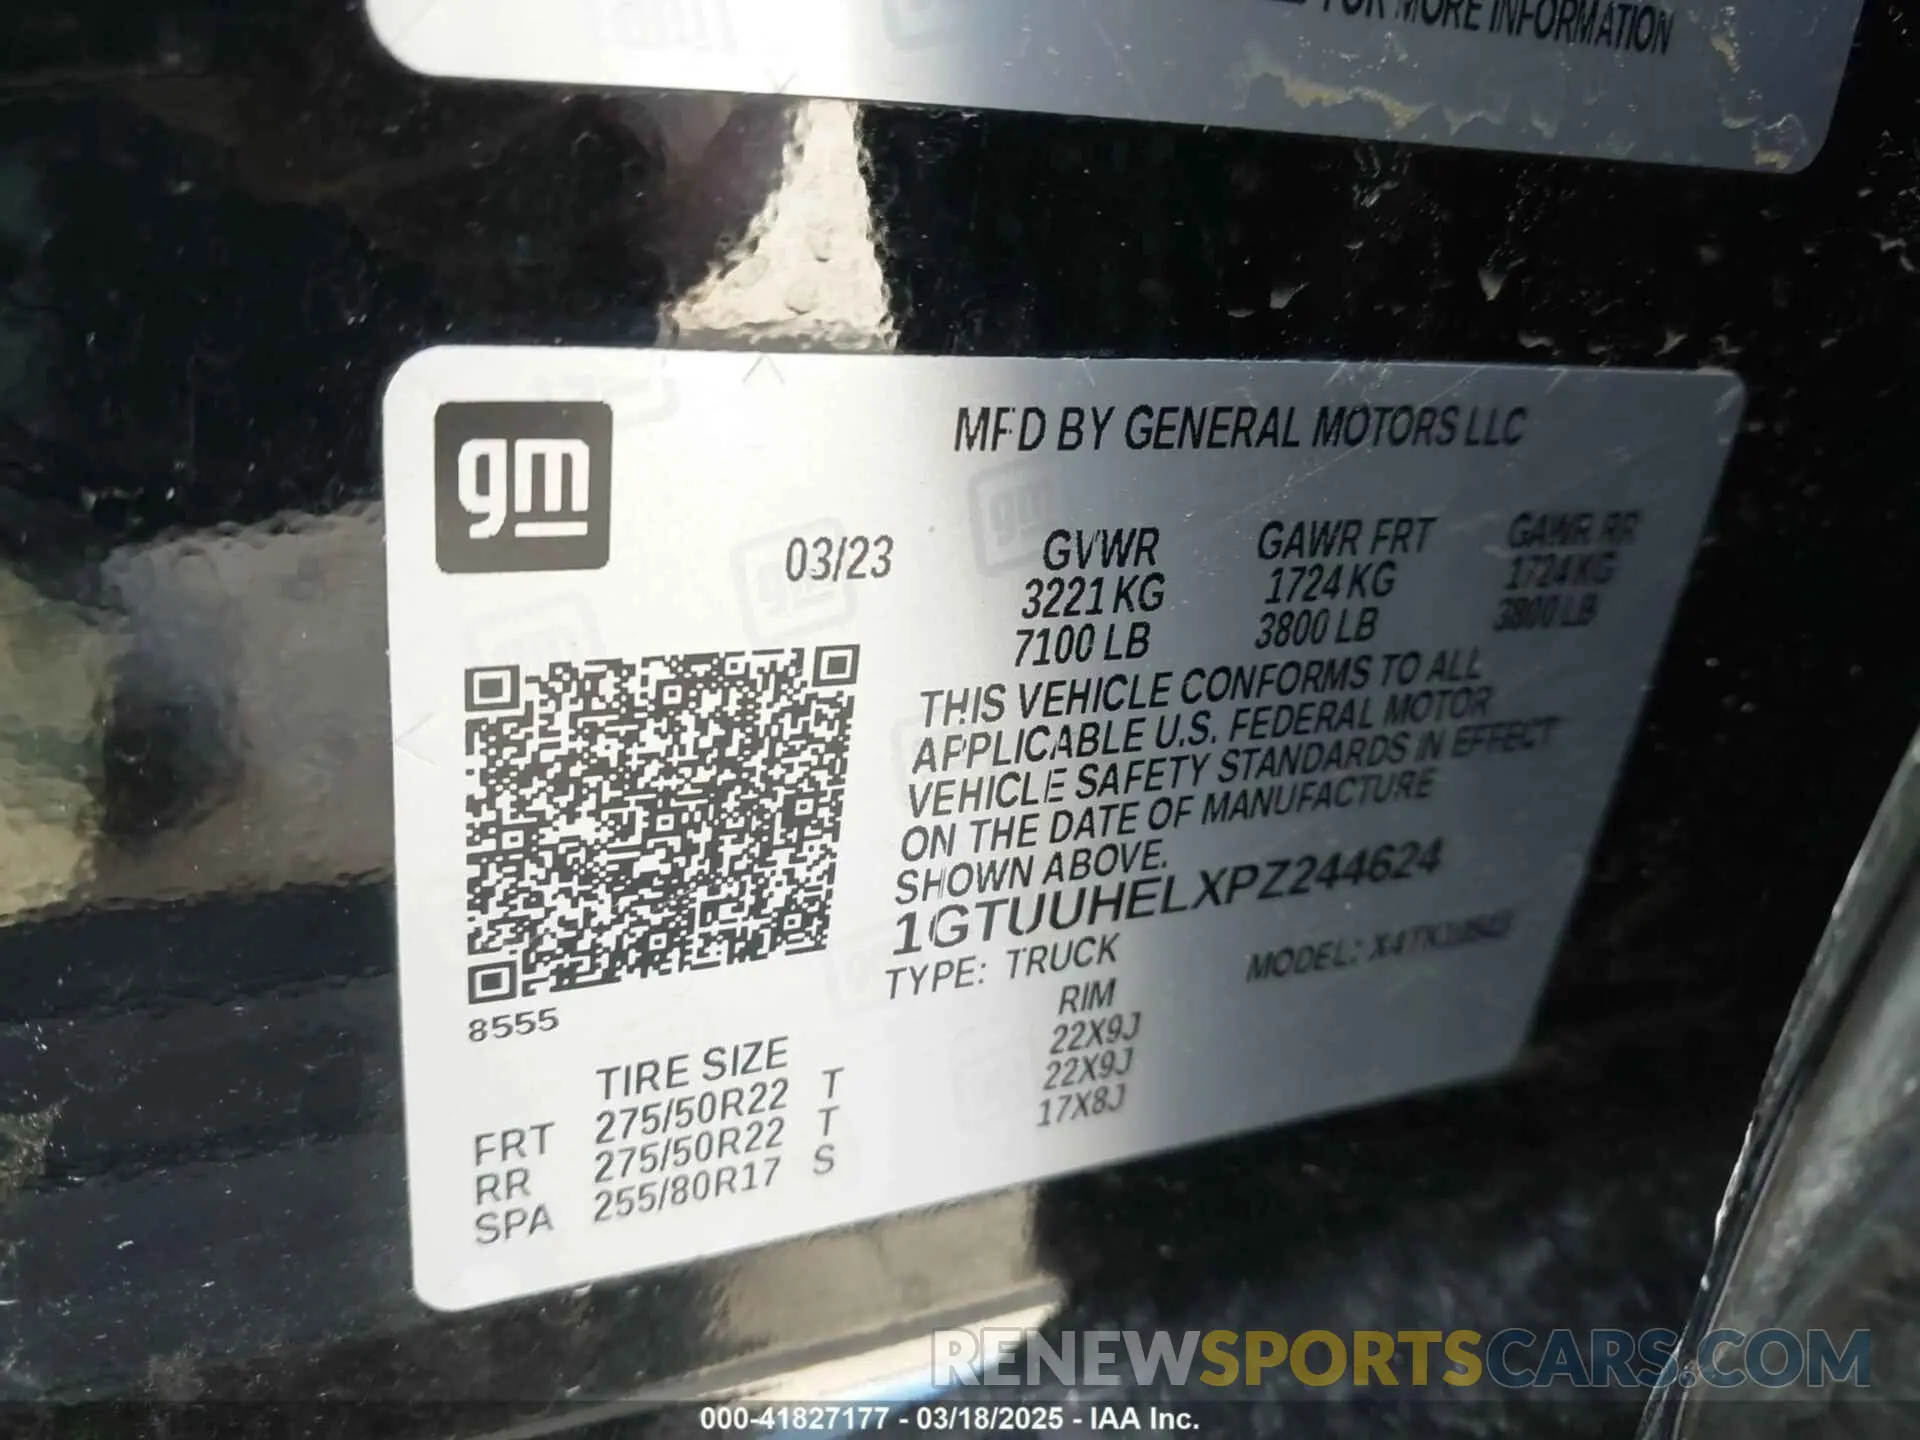 FOR MORE INFORMATION
gm
MFD BY GENERAL MOTORS LLC
03/23
GVWR GAWR FRT GAWR RR
3221 KG 1724 KG 1724 KG
7100 LB 3800 LB 3800 LB
THIS VEHICLE CONFORMS TO ALL
APPLICABLE U.S. FEDERAL MOTOR
VEHICLE SAFETY STANDARDS IN EFFECT
ON THE DATE OF MANUFACTURE
SHOWN ABOVE.
1GTUUHELXPZ244624
TYPE: TRUCK MODEL:
8555
TIRE SIZE RIM
FRT 275/50R22 T 22X9J
RR 275/50R22 T 22X9J
SPA 255/80R17 S 17X8J
RENEWSPORTSCARS.COM
000-41827177 - 03/18/2025 - IAA Inc.